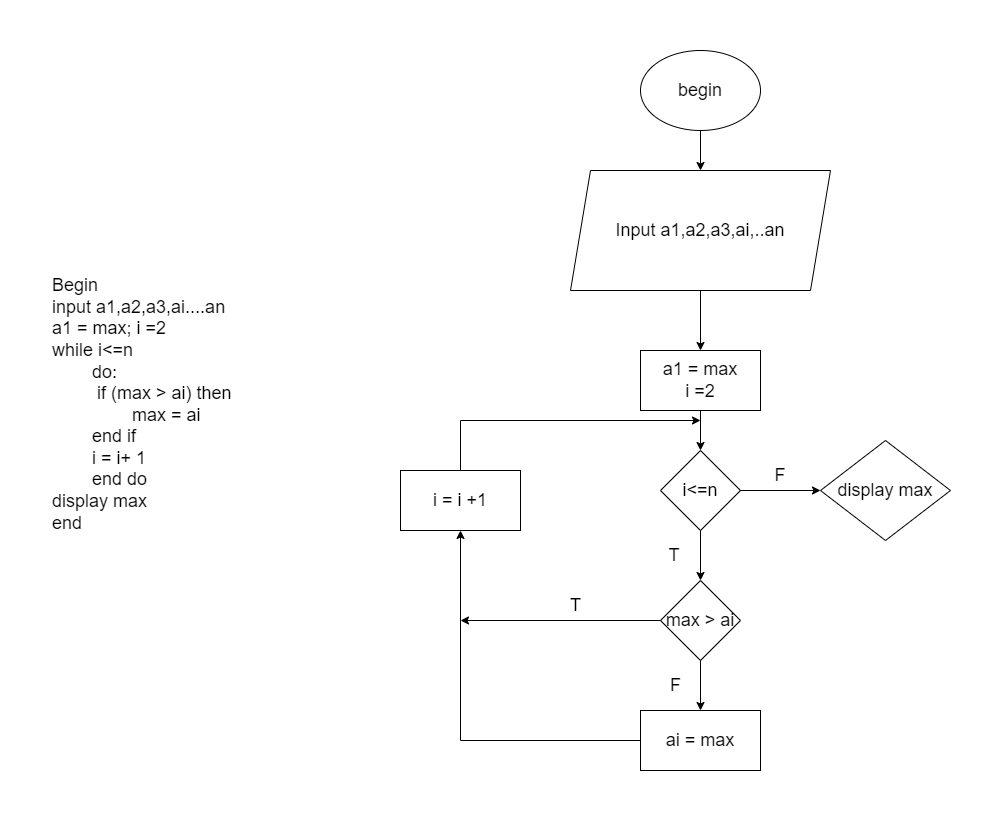 Begin
input a1,a2,a3,ai....an
a1 = max; i =2
while i<=n
do:
if (max > ai) then
max = ai
end if
i = i+ 1
end do
display max
end
begin
Input a1,a2,a3,ai,..an
a1 = max
i =2
i<=n
F
display max
i = i +1
T
max > ai
T
F
ai = max